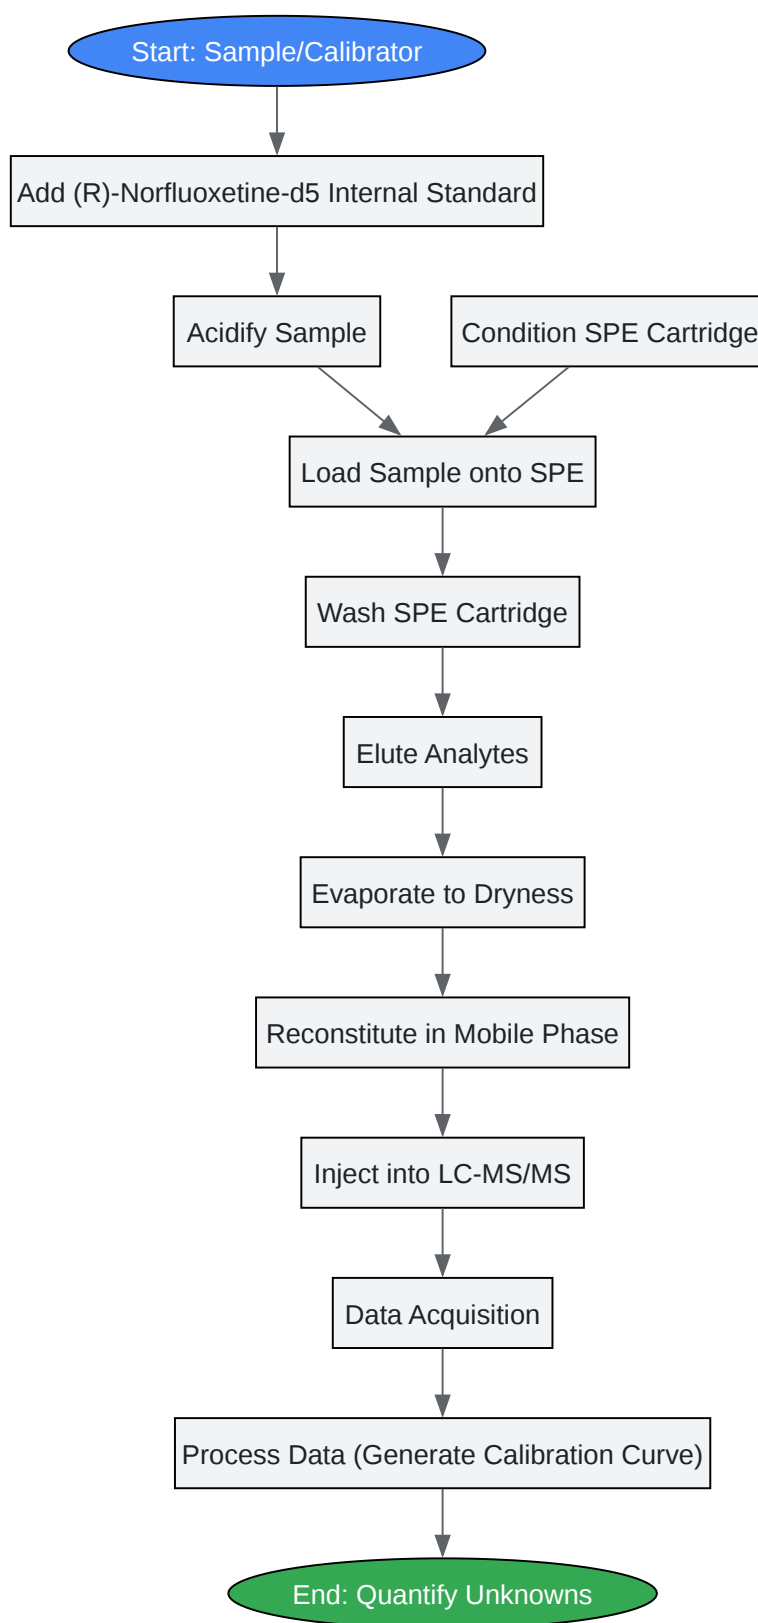 Start: Sample/Calibrator
Add (R)-Norfluoxetine-d5 Internal Standard
Acidify Sample
Condition SPE Cartridge
Load Sample onto SPE
Wash SPE Cartridge
Elute Analytes
Evaporate to Dryness
Reconstitute in Mobile Phase
Inject into LC-MS/MS
Data Acquisition
Process Data (Generate Calibration Curve)
End: Quantify Unknowns